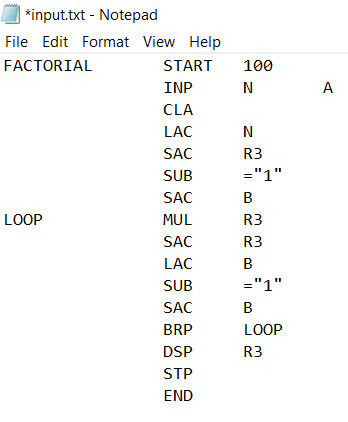 *input.txt - Notepad
File Edit Format View Help
FACTORIAL START 100
INP N A
CLA
LAC N
SAC R3
SUB ="1"
SAC B
LOOP MUL R3
SAC R3
LAC B
SUB ="1"
SAC B
BRP LOOP
DSP R3
STP
END